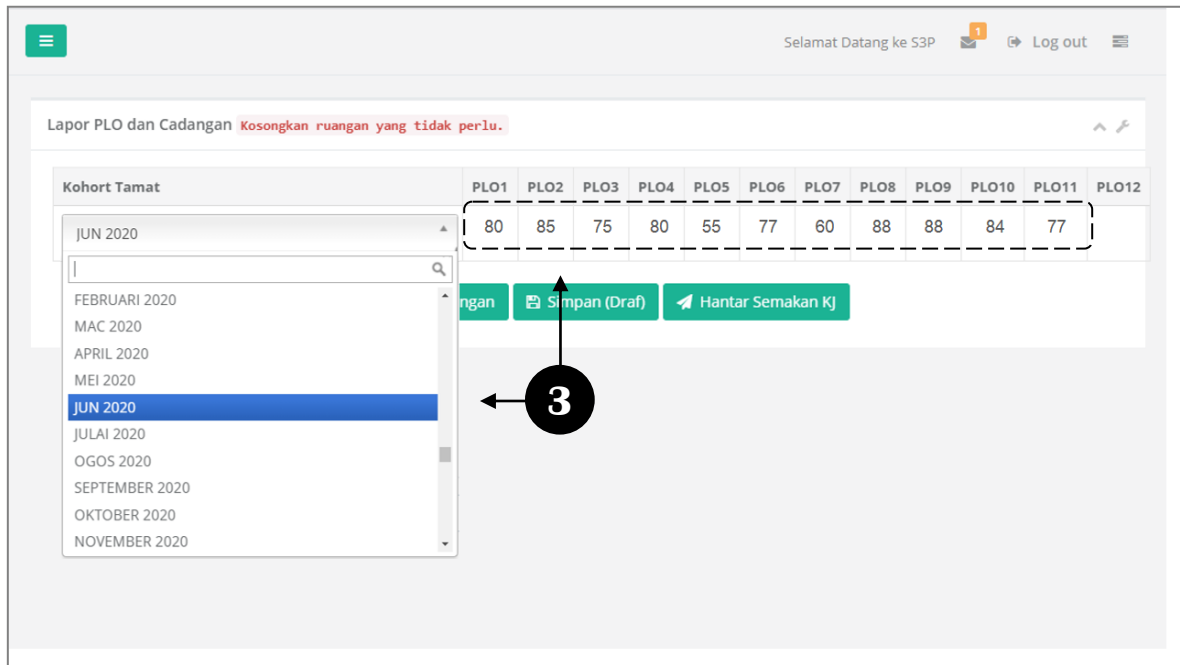 Selamat Datang ke S3P 1 Log out
Lapor PLO dan Cadangan Kosongkan ruangan yang tidak perlu.
Kohort Tamat PLO1 PLO2 PLO3 PLO4 PLO5 PLO6 PLO7 PLO8 PLO9 PLO10 PLO11 PLO12
JUN 2020 80 85 75 80 55 77 60 88 88 84 77
FEBRUARI 2020
MAC 2020
APRIL 2020
MEI 2020
JUN 2020
JULAI 2020
OGOS 2020
SEPTEMBER 2020
OKTOBER 2020
NOVEMBER 2020
ngan Simpan (Draf) Hantar Semakan KJ
3